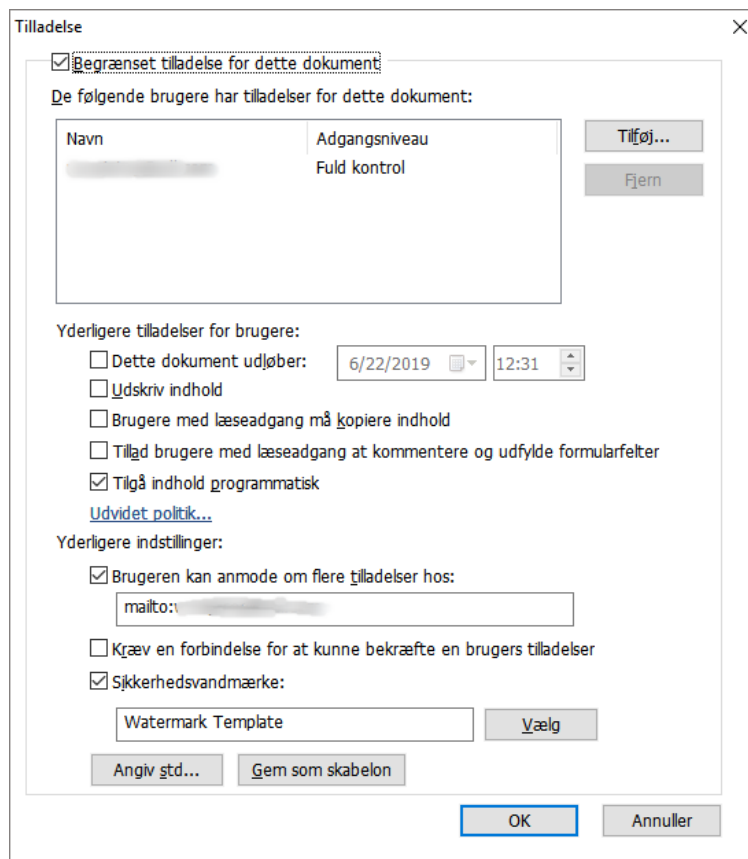 Tilladelse
Begrænset tilladelse for dette dokument
De følgende brugere har tilladelser for dette dokument:
Navn Adgangsniveau
Fuld kontrol
Tilføj...
Fjern
Yderligere tilladelser for brugere:
Dette dokument udløber: 6/22/2019 12:31
Udskriv indhold
Brugere med læseadgang må kopiere indhold
Tillad brugere med læseadgang at kommentere og udfylde formularfelter
Tilgå indhold programmatisk
Udvidet politik...
Yderligere indstillinger:
Brugeren kan anmode om flere tilladelser hos:
mailto:
Kræv en forbindelse for at kunne bekræfte en brugers tilladelser
Sikkerhedsvandmærke:
Watermark Template Vælg
Angiv std... Gem som skabelon
OK Annuller